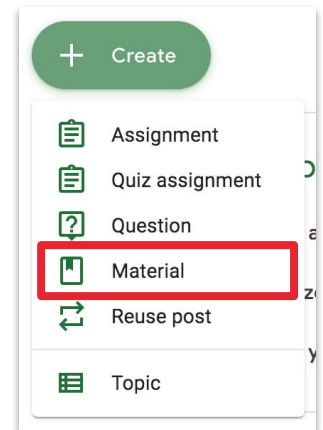 Create
Assignment
Quiz assignment
Question
Material
Reuse post
Topic